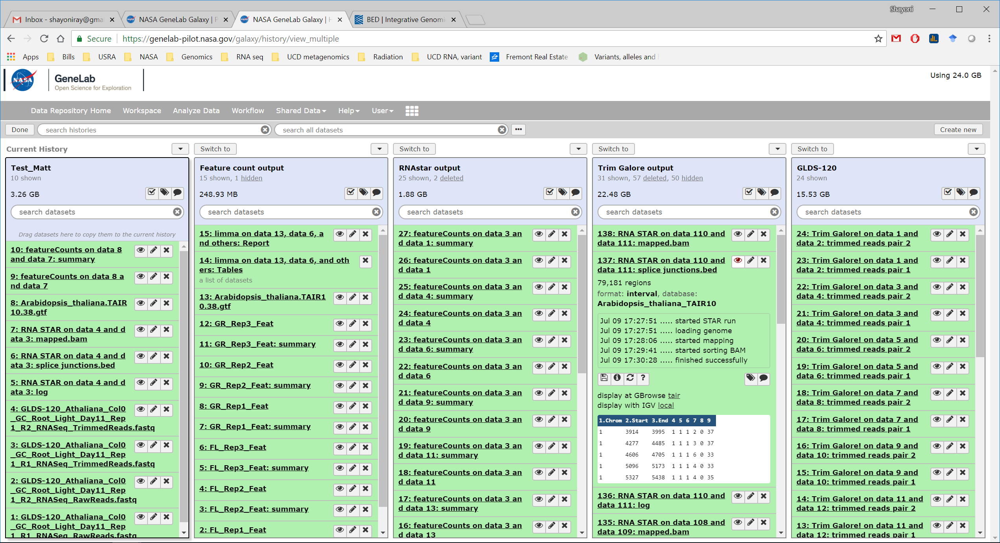 Shayoni
Inbox - shayoniray@gma
NASA GeneLab Galaxy | P
NASA GeneLab Galaxy | H
BED | Integrative Genomi
Secure
https://genelab-pilot.nasa.gov/galaxy/history/view_multiple
Apps Bills USRA NASA Genomics RNA seq UCD metagenomics Radiation UCD RNA, variant Fremont Real Estate Variants, alleles and
NASA
GeneLab
Open Science for Exploration
Using 24.0 GB
Data Repository Home Workspace Analyze Data Workflow Shared Data Help User
Done search histories search all datasets ••• Create new
Current History
Test_Matt
10 shown
3.26 GB
search datasets
Drag datasets here to copy them to the current history
10: featureCounts on data 8
and data 7: summary
9: featureCounts on data 8 a
nd data 7
8: Arabidopsis_thaliana.TAIR
10.38.gtf
7: RNA STAR on data 4 and d
ata 3: mapped.bam
6: RNA STAR on data 4 and d
ata 3: splice junctions.bed
5: RNA STAR on data 4 and d
ata 3: log
4: GLDS-120_Athaliana_Col0
_GC_Root_Light_Day11_Rep
1_R2_RNASeq_TrimmedReads.fastq
3: GLDS-120_Athaliana_Col0
_GC_Root_Light_Day11_Rep
1_R1_RNASeq_TrimmedReads.fastq
2: GLDS-120_Athaliana_Col0
_GC_Root_Light_Day11_Rep
1_R2_RNASeq_RawReads.fastq
1: GLDS-120_Athaliana_Col0
_GC_Root_Light_Day11_Rep
1_R1_RNASeq_RawReads.fastq
Switch to
Feature count output
15 shown, 1 hidden
248.93 MB
search datasets
15: limma on data 13, data 6, a
nd others: Report
14: limma on data 13, data 6, and oth
ers: Tables
a list of datasets
13: Arabidopsis_thaliana.TAIR1
0.38.gtf
12: GR_Rep3_Feat
11: GR_Rep3_Feat: summary
10: GR_Rep2_Feat
9: GR_Rep2_Feat: summary
8: GR_Rep1_Feat
7: GR_Rep1_Feat: summary
6: FL_Rep3_Feat
5: FL_Rep3_Feat: summary
4: FL_Rep2_Feat
3: FL_Rep2_Feat: summary
2: FL_Rep1_Feat
Switch to
RNAstar output
25 shown, 2 deleted
1.88 GB
search datasets
27: featureCounts on data 3 an
d data 1: summary
26: featureCounts on data 3 an
d data 1
25: featureCounts on data 3 an
d data 4: summary
24: featureCounts on data 3 an
d data 4
23: featureCounts on data 3 an
d data 6: summary
22: featureCounts on data 3 an
d data 6
21: featureCounts on data 3 an
d data 9: summary
20: featureCounts on data 3 an
d data 9
19: featureCounts on data 3 an
d data 11: summary
18: featureCounts on data 3 an
d data 11
17: featureCounts on data 3 an
d data 13: summary
16: featureCounts on data 3 an
d data 13
Switch to
Trim Galore output
31 shown, 57 deleted, 50 hidden
22.48 GB
search datasets
138: RNA STAR on data 110 and
data 111: mapped.bam
137: RNA STAR on data 110 and
data 111: splice junctions.bed
79,181 regions
format: interval, database:
Arabidopsis_thaliana_TAIR10
Jul 09 17:27:51 ..... started STAR run
Jul 09 17:27:51 ..... loading genome
Jul 09 17:28:06 ..... started mapping
Jul 09 17:29:41 ..... started sorting BAM
Jul 09 17:30:28 ..... finished successfully
?
display at GBrowse tair
display with IGV local
1.Chrom 2.Start 3.End 4 5 6 7 8 9
1 3914 3995 1 1 1 2 0 37
1 4277 4485 1 1 1 3 0 37
1 4606 4705 1 1 1 6 0 33
1 5096 5173 1 1 1 4 0 33
1 5327 5438 1 1 1 4 0 35
136: RNA STAR on data 110 and
data 111: log
135: RNA STAR on data 108 and
data 109: mapped.bam
Switch to
GLDS-120
24 shown
15.53 GB
search datasets
24: Trim Galore! on data 1 and
data 2: trimmed reads pair 2
23: Trim Galore! on data 1 and
data 2: trimmed reads pair 1
22: Trim Galore! on data 3 and
data 4: trimmed reads pair 2
21: Trim Galore! on data 3 and
data 4: trimmed reads pair 1
20: Trim Galore! on data 5 and
data 6: trimmed reads pair 2
19: Trim Galore! on data 5 and
data 6: trimmed reads pair 1
18: Trim Galore! on data 7 and
data 8: trimmed reads pair 2
17: Trim Galore! on data 7 and
data 8: trimmed reads pair 1
16: Trim Galore! on data 9 and
data 10: trimmed reads pair 2
15: Trim Galore! on data 9 and
data 10: trimmed reads pair 1
14: Trim Galore! on data 11 and
data 12: trimmed reads pair 2
13: Trim Galore! on data 11 and
data 12: trimmed reads pair 1